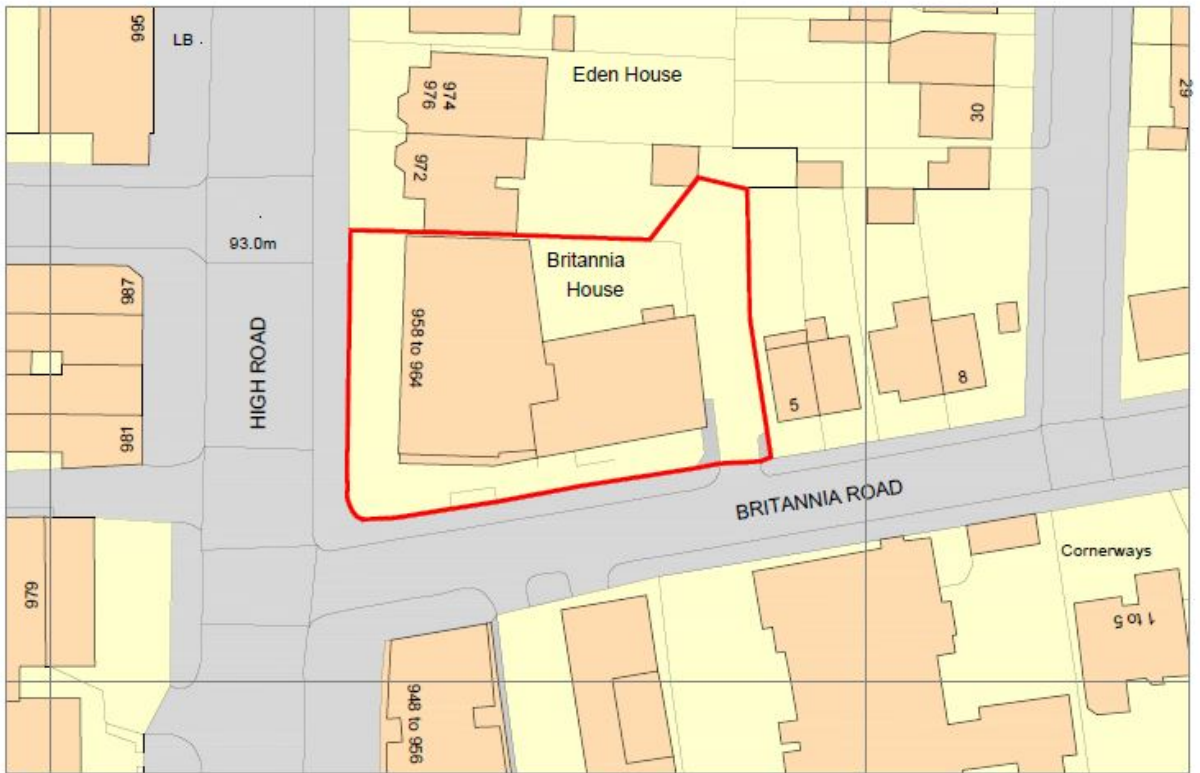 966
LB .
Eden House
974
976
30
29
972
93.0m
Britannia
House
987
958 to 964
HIGH ROAD
981
5
8
BRITANNIA ROAD
Cornerways
979
1 to 5
948 to 956